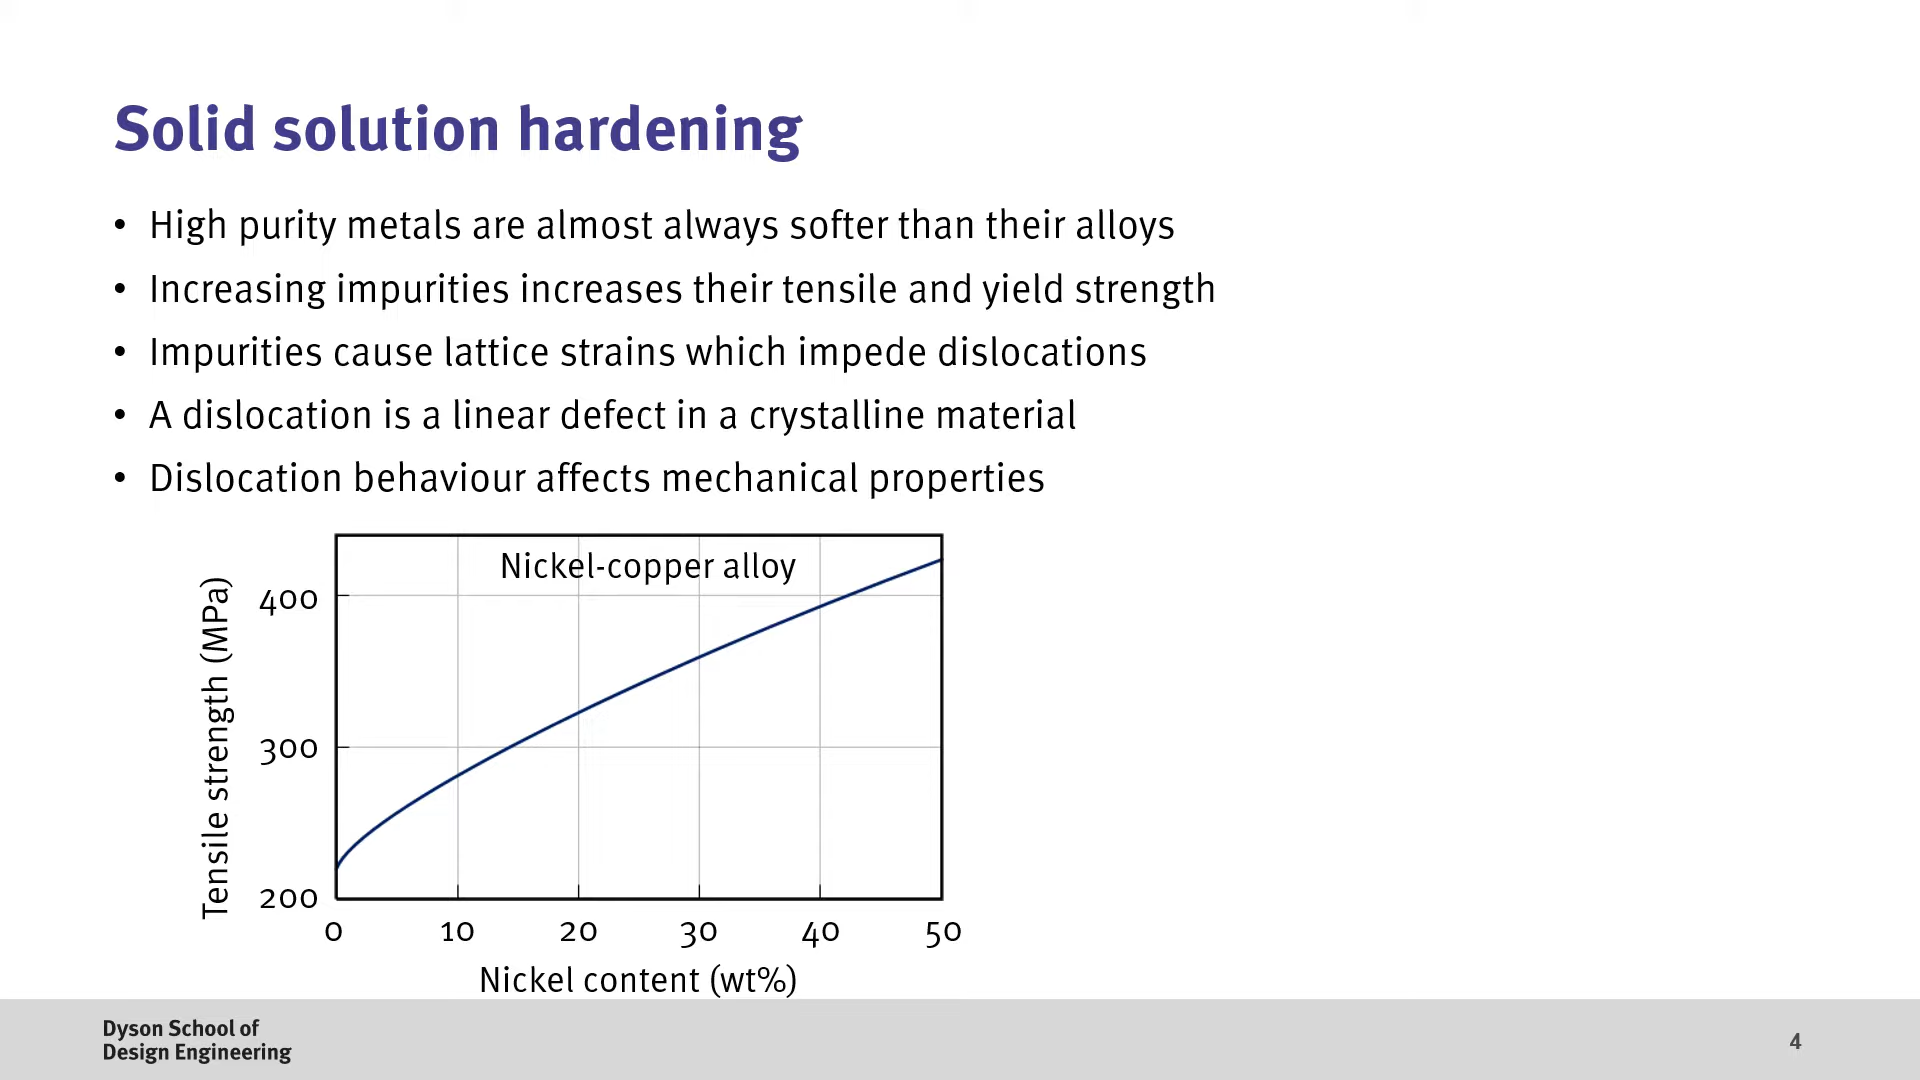 Solid solution hardening
• High purity metals are almost always softer than their alloys
• Increasing impurities increases their tensile and yield strength
• Impurities cause lattice strains which impede dislocations
• A dislocation is a linear defect in a crystalline material
• Dislocation behaviour affects mechanical properties
Nickel-copper alloy
Tensile strength (MPa)
400
300
200
0 10 20 30 40 50
Nickel content (wt%)
Dyson School of
Design Engineering
4